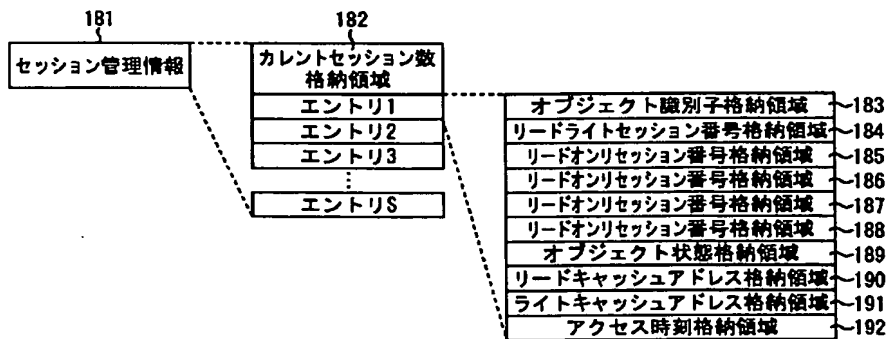 181
セッション管理情報
182
カレントセッション数
格納領域
エントリ1
エントリ2
エントリ3
エントリS
オブジェクト識別子格納領域
183
リードライトセッション番号格納領域
184
リードオンリセッション番号格納領域
185
リードオンリセッション番号格納領域
186
リードオンリセッション番号格納領域
187
リードオンリセッション番号格納領域
188
オブジェクト状態格納領域
189
リードキャッシュアドレス格納領域
190
ライトキャッシュアドレス格納領域
191
アクセス時刻格納領域
192